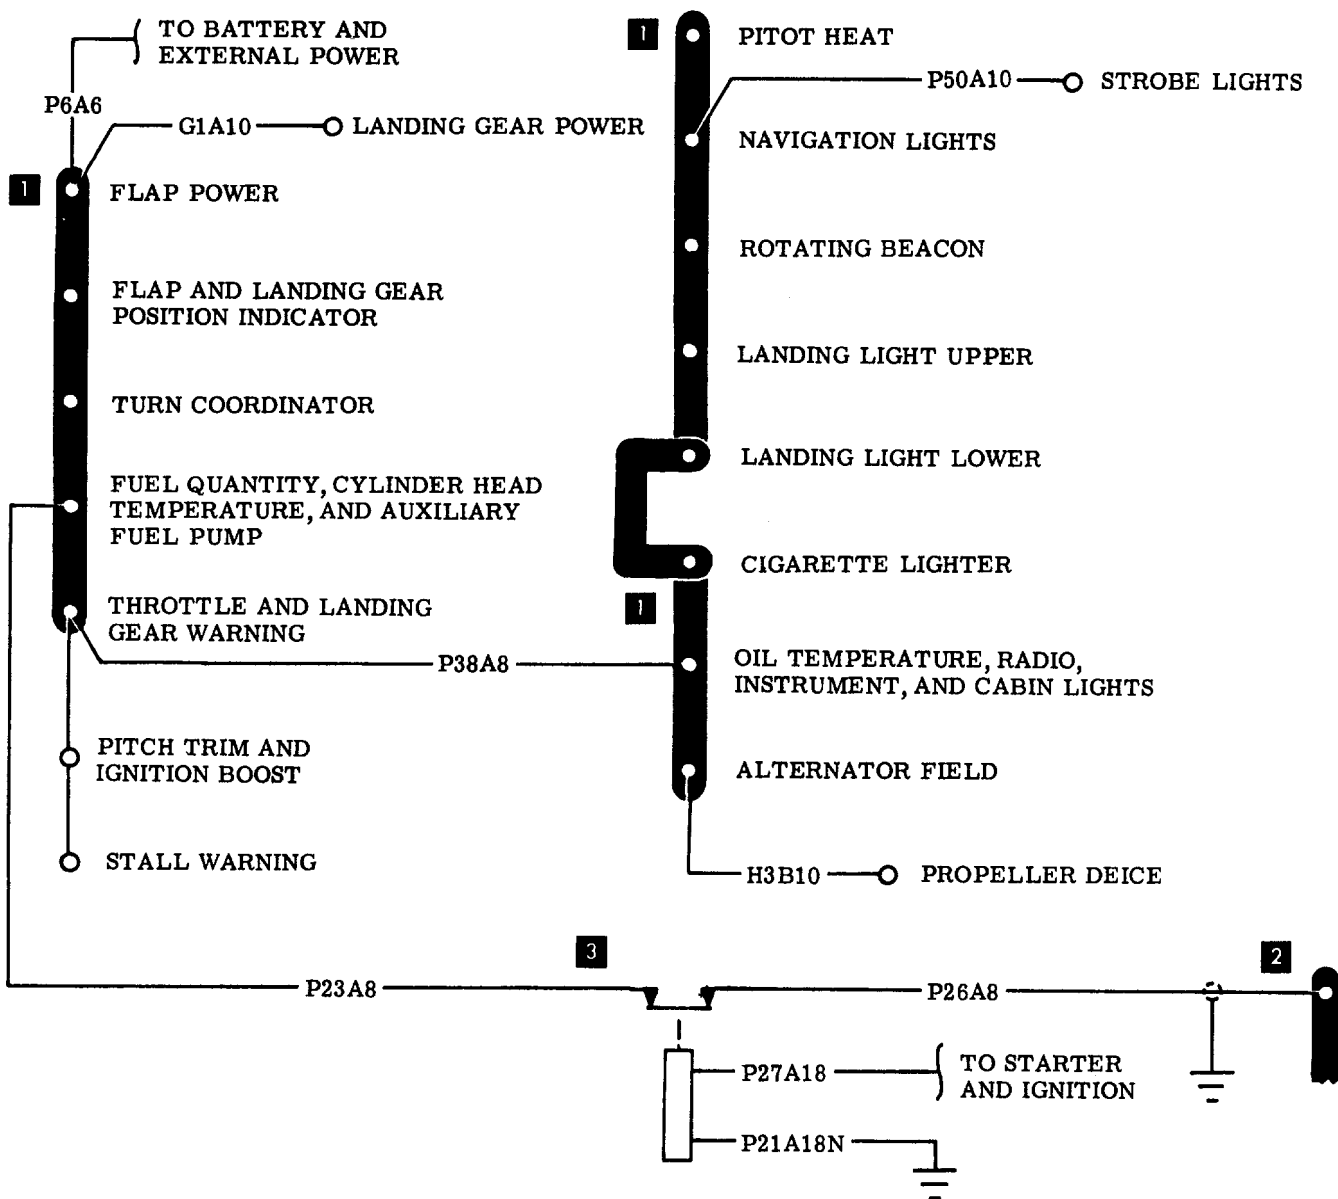 TO BATTERY AND
EXTERNAL POWER
P6A6
G1A10
LANDING GEAR POWER
1
FLAP POWER
FLAP AND LANDING GEAR
POSITION INDICATOR
TURN COORDINATOR
FUEL QUANTITY, CYLINDER HEAD
TEMPERATURE, AND AUXILIARY
FUEL PUMP
THROTTLE AND LANDING
GEAR WARNING
P38A8
PITCH TRIM AND
IGNITION BOOST
STALL WARNING
1
PITOT HEAT
P50A10
STROBE LIGHTS
NAVIGATION LIGHTS
ROTATING BEACON
LANDING LIGHT UPPER
LANDING LIGHT LOWER
CIGARETTE LIGHTER
1
OIL TEMPERATURE, RADIO,
INSTRUMENT, AND CABIN LIGHTS
ALTERNATOR FIELD
H3B10
PROPELLER DEICE
3
2
P23A8
P26A8
P27A18
TO STARTER
AND IGNITION
P21A18N